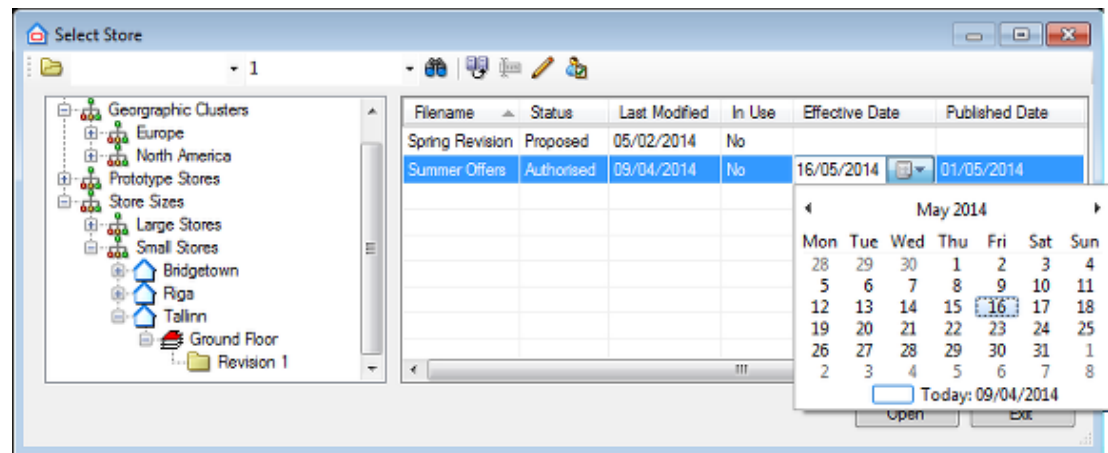 Select Store
1
Georgraphic Clusters
Europe
North America
Prototype Stores
Store Sizes
Large Stores
Small Stores
Bridgetown
Riga
Tallinn
Ground Floor
Revision 1
Filename Status Last Modified In Use Effective Date Published Date
Spring Revision Proposed 05/02/2014 No
Summer Offers Authorised 09/04/2014 No 16/05/2014 01/05/2014
May 2014
Mon Tue Wed Thu Fri Sat Sun
28 29 30 1 2 3 4
5 6 7 8 9 10 11
12 13 14 15 16 17 18
19 20 21 22 23 24 25
26 27 28 29 30 31 1
2 3 4 5 6 7 8
Today: 09/04/2014
Open Exit